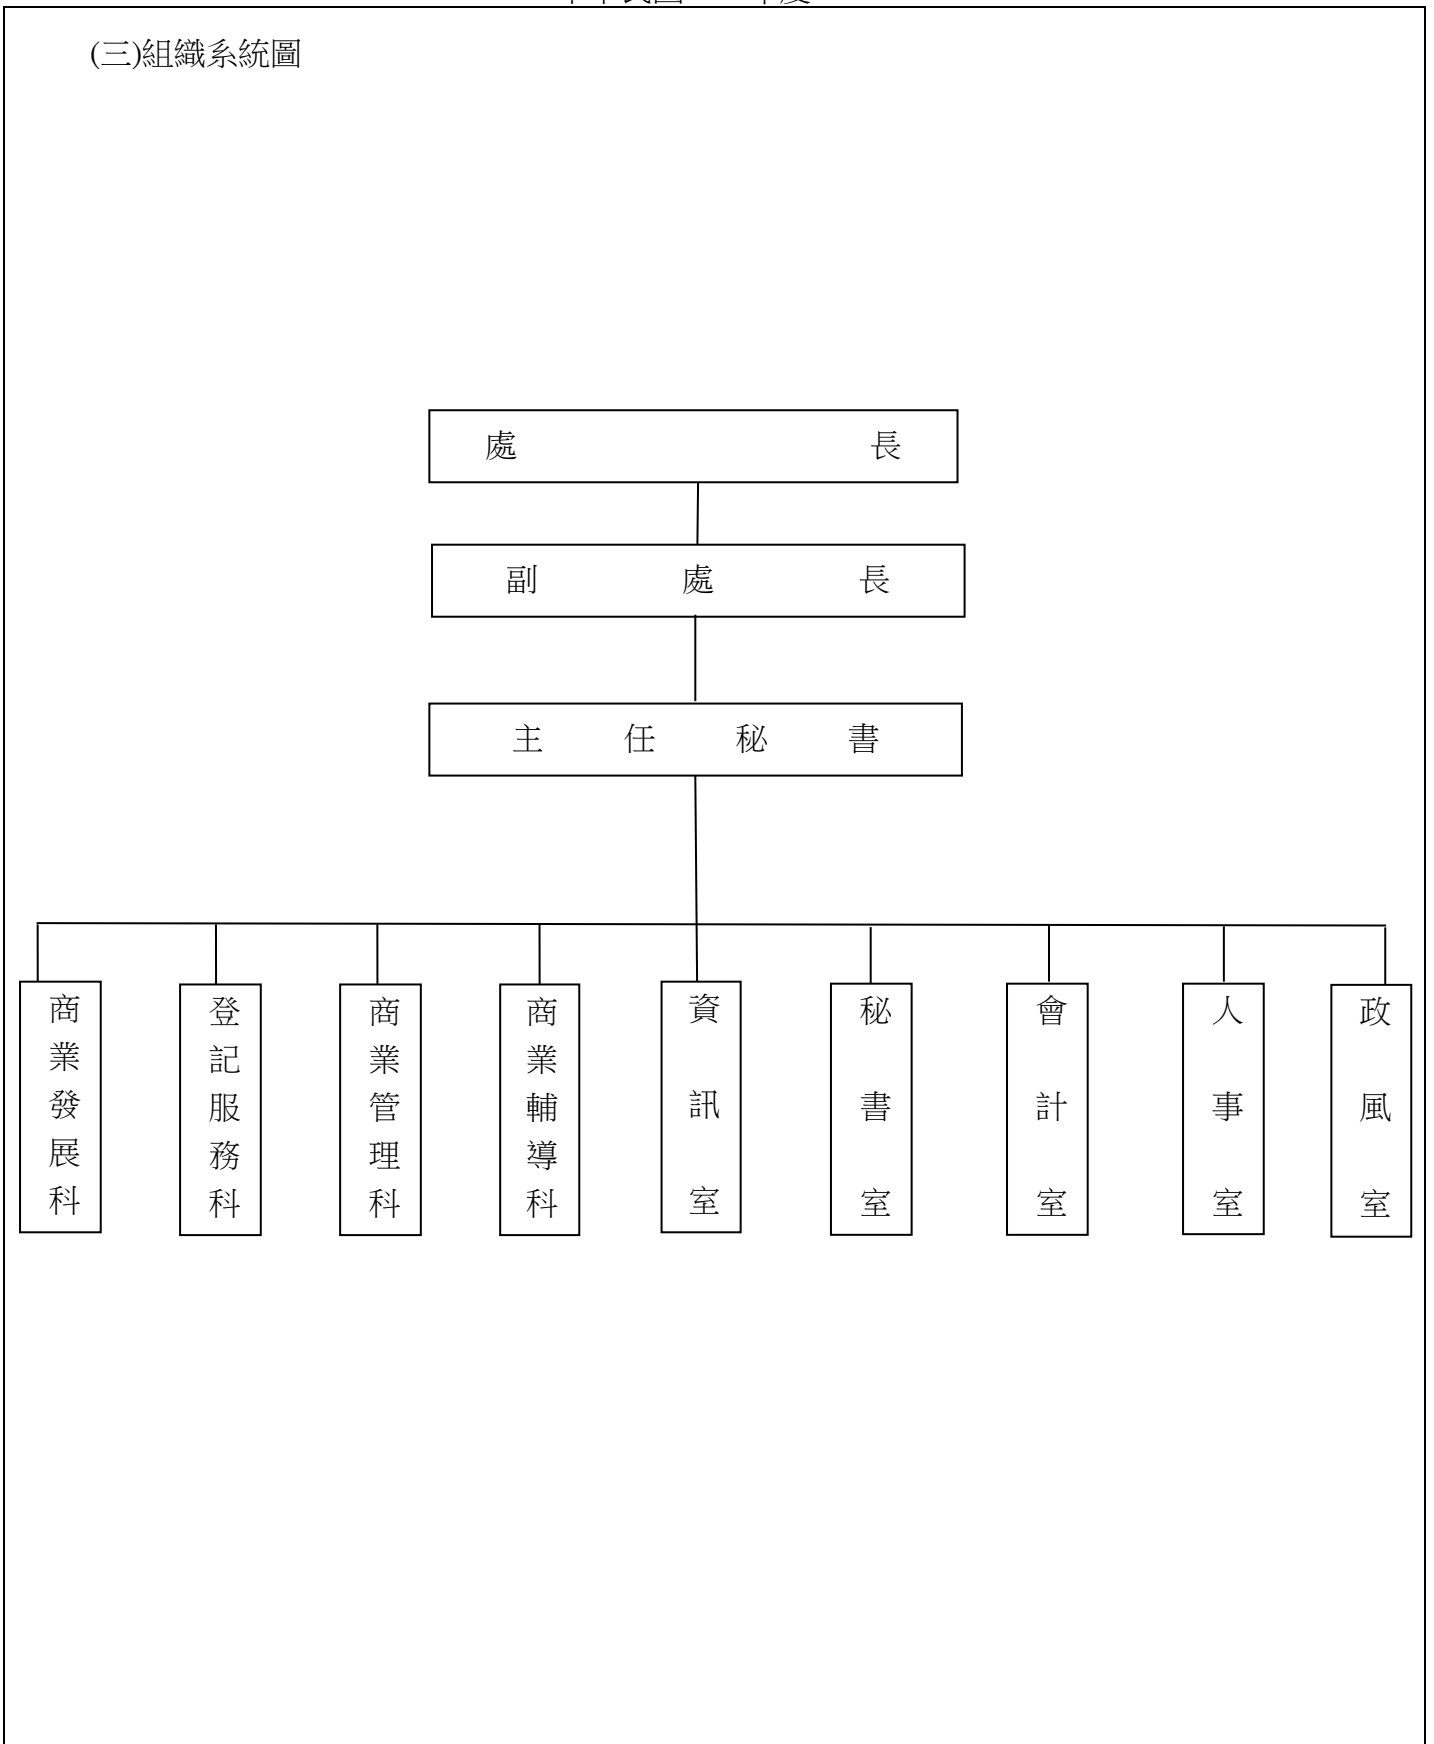 (三)組織系統圖
處長
副處長
主任秘書
商業發展科
登記服務科
商業管理科
商業輔導科
資訊室
秘書室
會計室
人事室
政風室